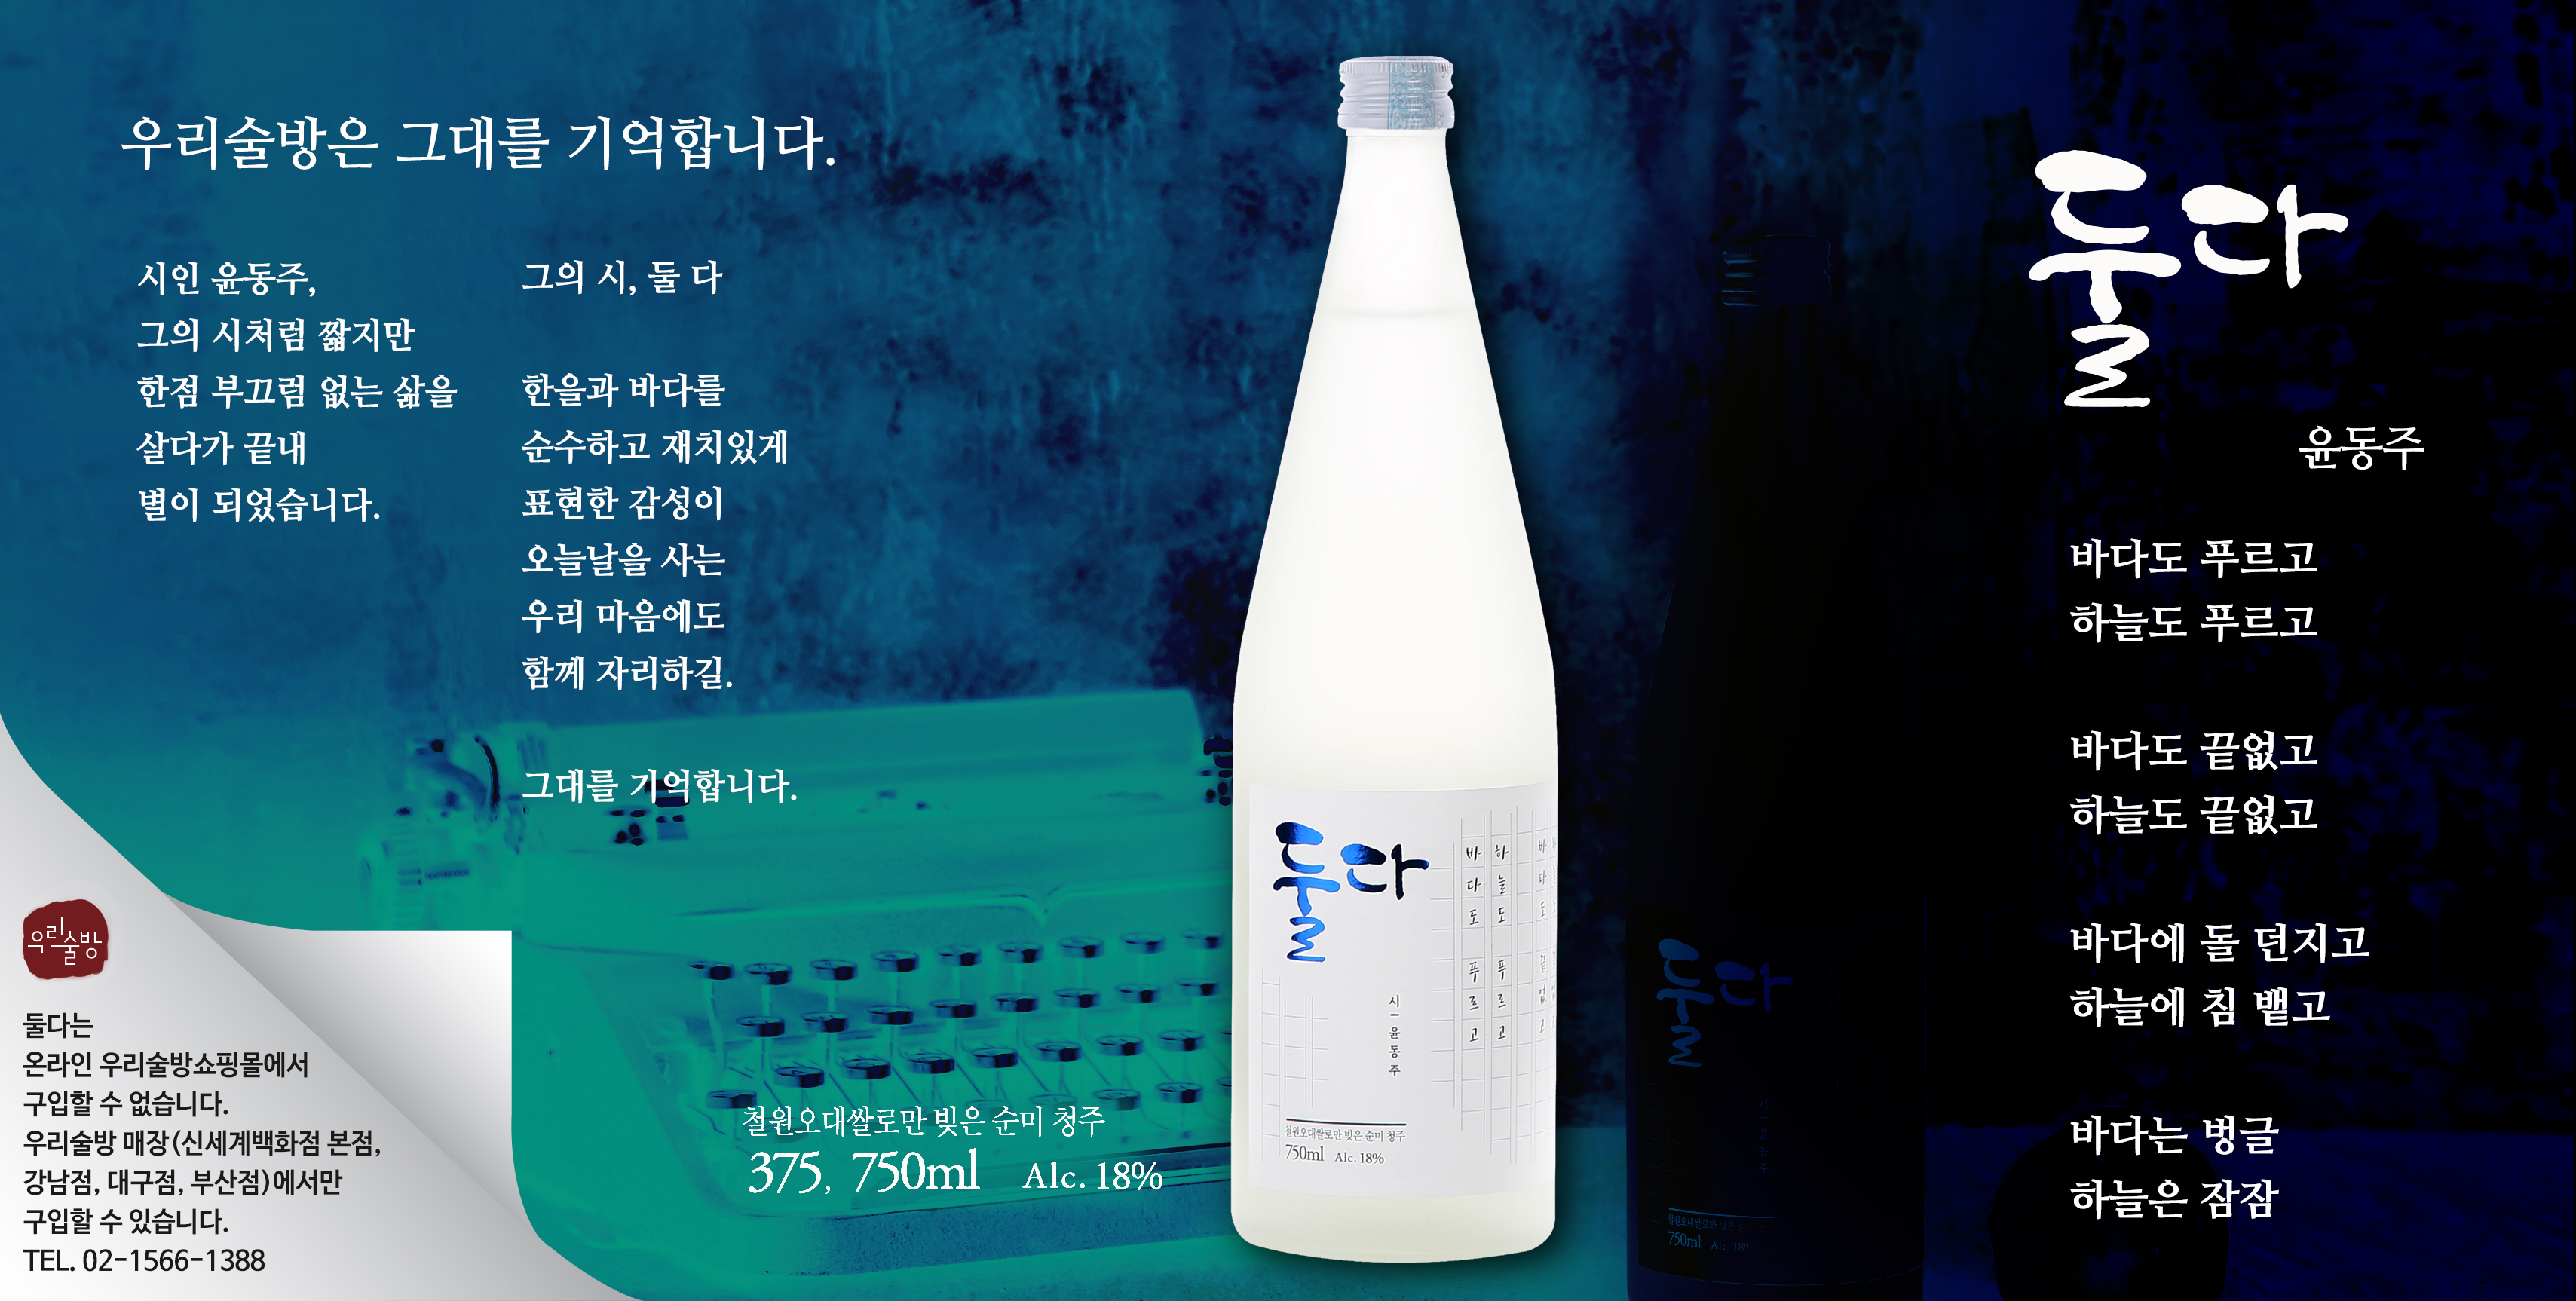 우리술방은 그대를 기억합니다.
시인 윤동주,
그의 시처럼 짧지만
한점 부끄럼 없는 삶을
살다가 끝내
별이 되었습니다.
그의 시, 둘 다
한을과 바다를
순수하고 재치있게
표현한 감성이
오늘날을 사는
우리 마음에도
함께 자리하길.
그대를 기억합니다.
철원오대쌀로만 빚은 순미 청주
375, 750ml Alc. 18%
우리술방
둘다는
온라인 우리술방쇼핑몰에서
구입할 수 없습니다.
우리술방 매장(신세계백화점 본점,
강남점, 대구점, 부산점)에서만
구입할 수 있습니다.
TEL. 02-1566-1388
둘다
바다도 푸르고
하늘도 푸르고
시 | 윤동주
철원오대쌀로만 빚은 순미 청주
750ml Alc. 18%
둘다
750ml Alc. 18%
둘다
윤동주
바다도 푸르고
하늘도 푸르고
바다도 끝없고
하늘도 끝없고
바다에 돌 던지고
하늘에 침 뱉고
바다는 벙글
하늘은 잠잠